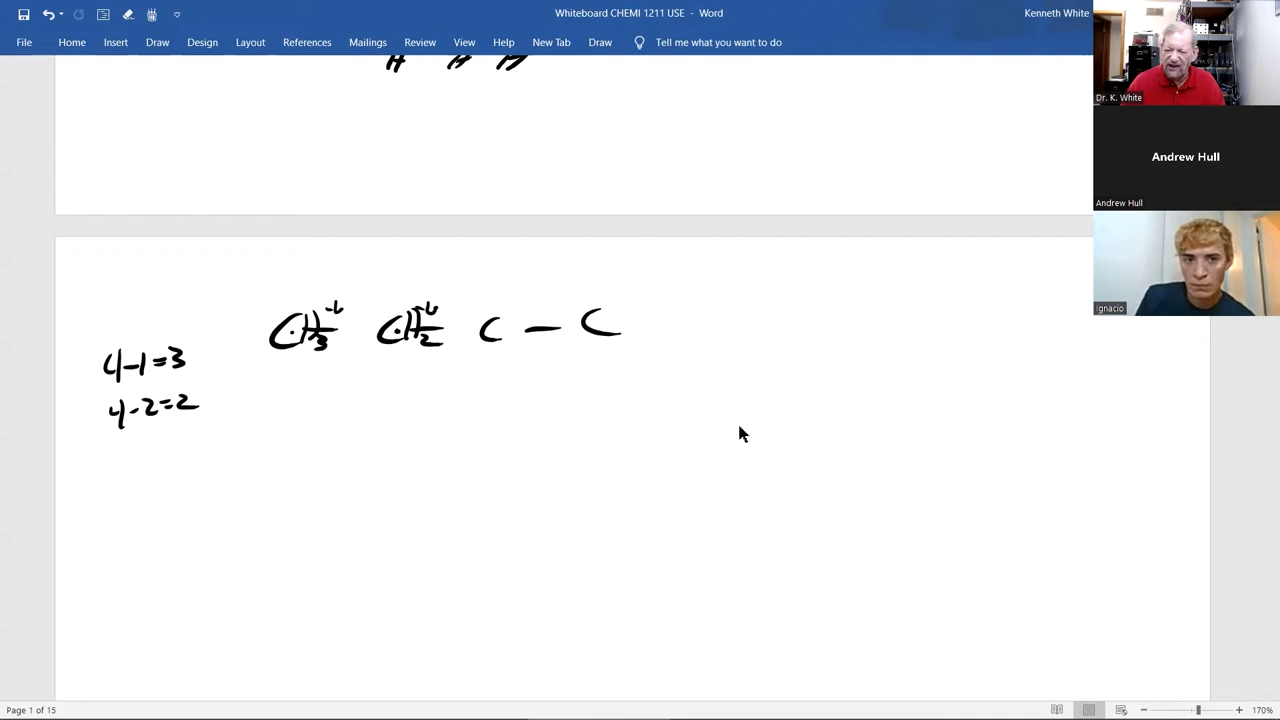 Whiteboard CHEMI 1211 USE - Word
Kenneth White
File Home Insert Draw Design Layout References Mailings Review View Help New Tab Draw Tell me what you want to do
H H H
Dr. K. White
Andrew Hull
Andrew Hull
Ignacio
CH3 CH2 C — C
4-1=3
4-2=2
Page 1 of 15
170%